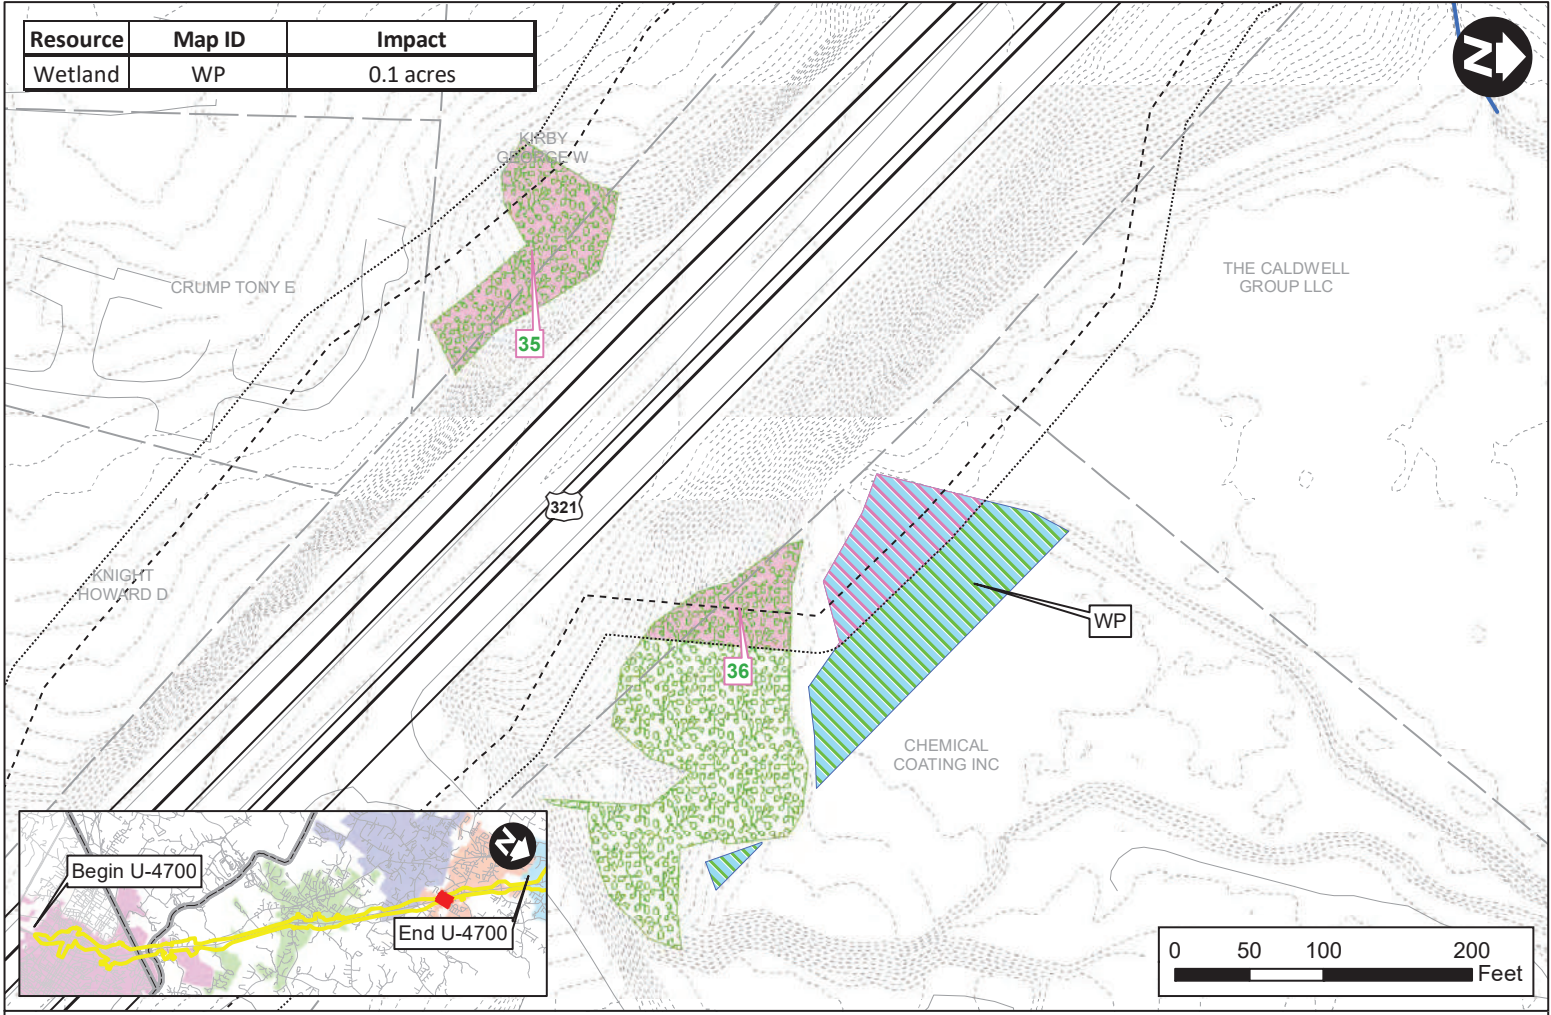 Resource Map ID Impact
Wetland WP 0.1 acres
N
KIRBY
GEORGE W
CRUMP TONY E
THE CALDWELL
GROUP LLC
35
321
KNIGHT
HOWARD D
WP
36
CHEMICAL
COATING INC
N
Begin U-4700
End U-4700
0 50 100 200
Feet